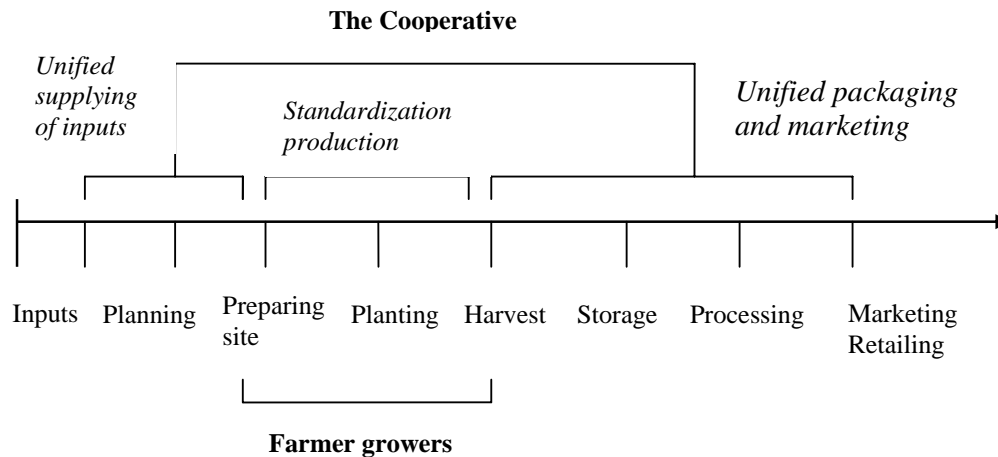 The Cooperative
Unified
supplying
of inputs
Standardization
production
Unified packaging
and marketing
Inputs
Planning
Preparing
site
Planting
Harvest
Storage
Processing
Marketing
Retailing
Farmer growers